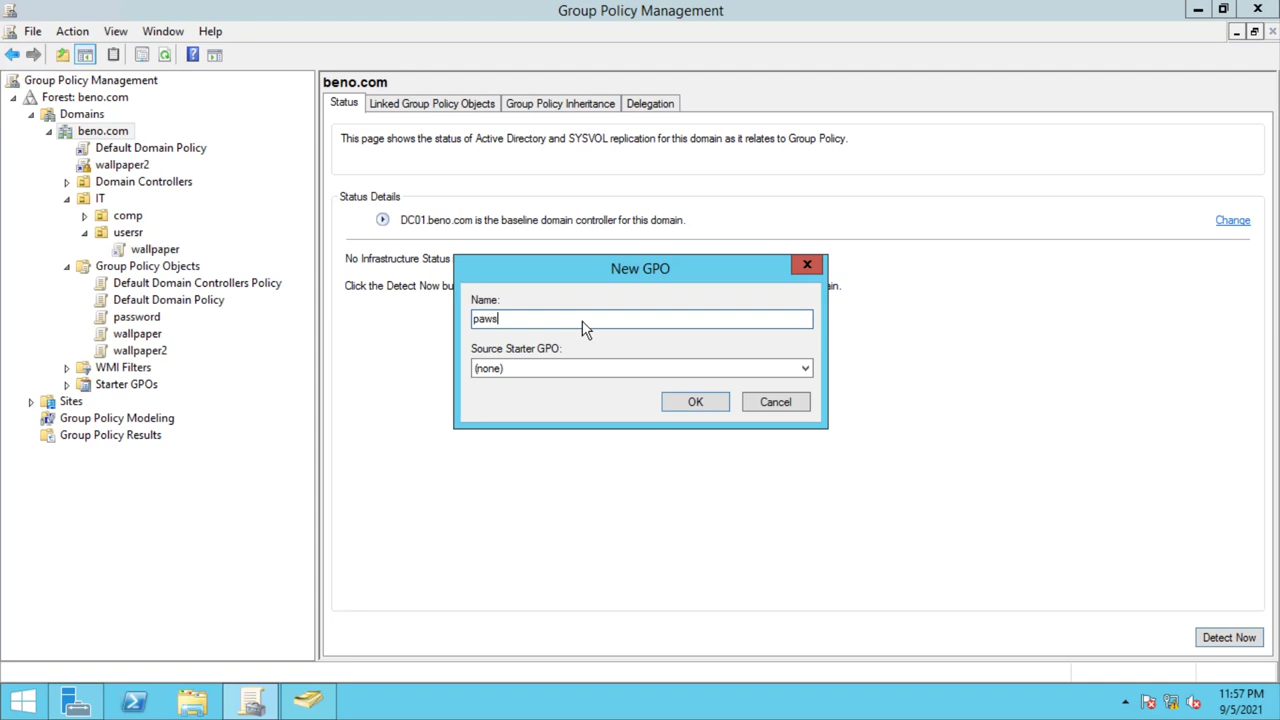 Group Policy Management
File Action View Window Help
Group Policy Management
Forest: beno.com
Domains
beno.com
Default Domain Policy
wallpaper2
Domain Controllers
IT
comp
usersr
wallpaper
Group Policy Objects
Default Domain Controllers Policy
Default Domain Policy
password
wallpaper
wallpaper2
WMI Filters
Starter GPOs
Sites
Group Policy Modeling
Group Policy Results
beno.com
Status Linked Group Policy Objects Group Policy Inheritance Delegation
This page shows the status of Active Directory and SYSVOL replication for this domain as it relates to Group Policy.
Status Details
DC01.beno.com is the baseline domain controller for this domain. Change
No Infrastructure Status
Click the Detect Now bu
ain.
New GPO
Name:
paws
Source Starter GPO:
(none)
OK Cancel
Detect Now
11:57 PM
9/5/2021